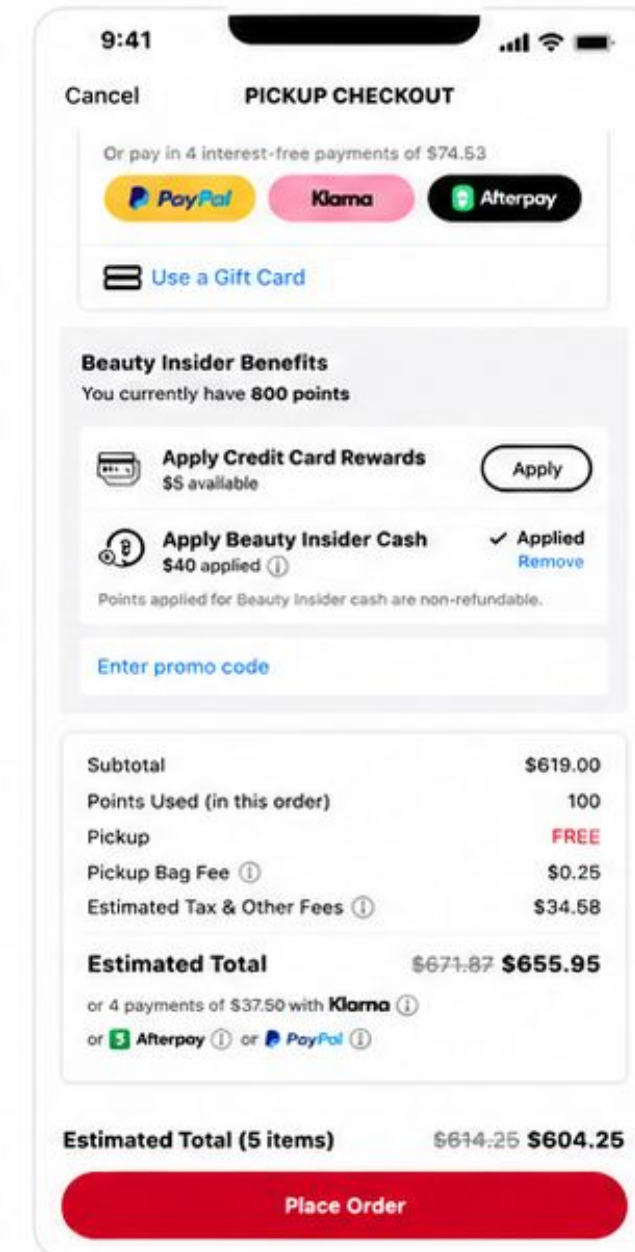 9:41
Cancel PICKUP CHECKOUT
Or pay in 4 interest-free payments of $74.53
PayPal Klarna Afterpay
Use a Gift Card
Beauty Insider Benefits
You currently have 800 points
Apply Credit Card Rewards Apply
$S available
Apply Beauty Insider Cash ✓ Applied
$40 applied Remove
Points applied for Beauty Insider cash are non-refundable.
Enter promo code
Subtotal $619.00
Points Used (in this order) 100
Pickup FREE
Pickup Bag Fee $0.25
Estimated Tax & Other Fees $34.58
Estimated Total $671.87 $655.95
or 4 payments of $37.50 with Klarna
or Afterpay or PayPal
Estimated Total (5 items) $614.25 $604.25
Place Order